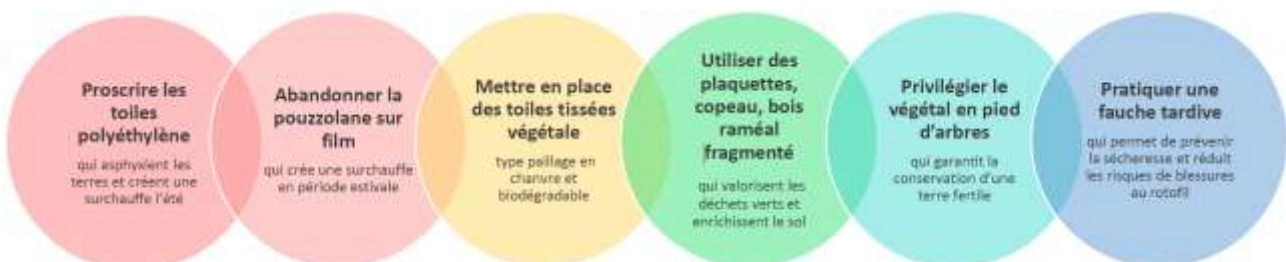 Proscrire les
toiles
polyéthylène
qui asphyxient les
terres et créent une
surchauffe l'été
Abandonner la
pouzzolane sur
film
qui crée une surchauffe
en période estivale
Mettre en place
des toiles tissées
végétale
type paillage en
chanvre et
biodégradable
Utiliser des
plaquettes,
copeau, bois
raméal
fragmenté
qui valorisent les
déchets verts et
enrichissent le sol
Privilégier le
végétal en pied
d'arbres
qui garantit la
conservation d'une
terre fertile
Pratiquer une
fauche tardive
qui permet de prévenir
la sécheresse et réduit
les risques de blessures
au rotofil